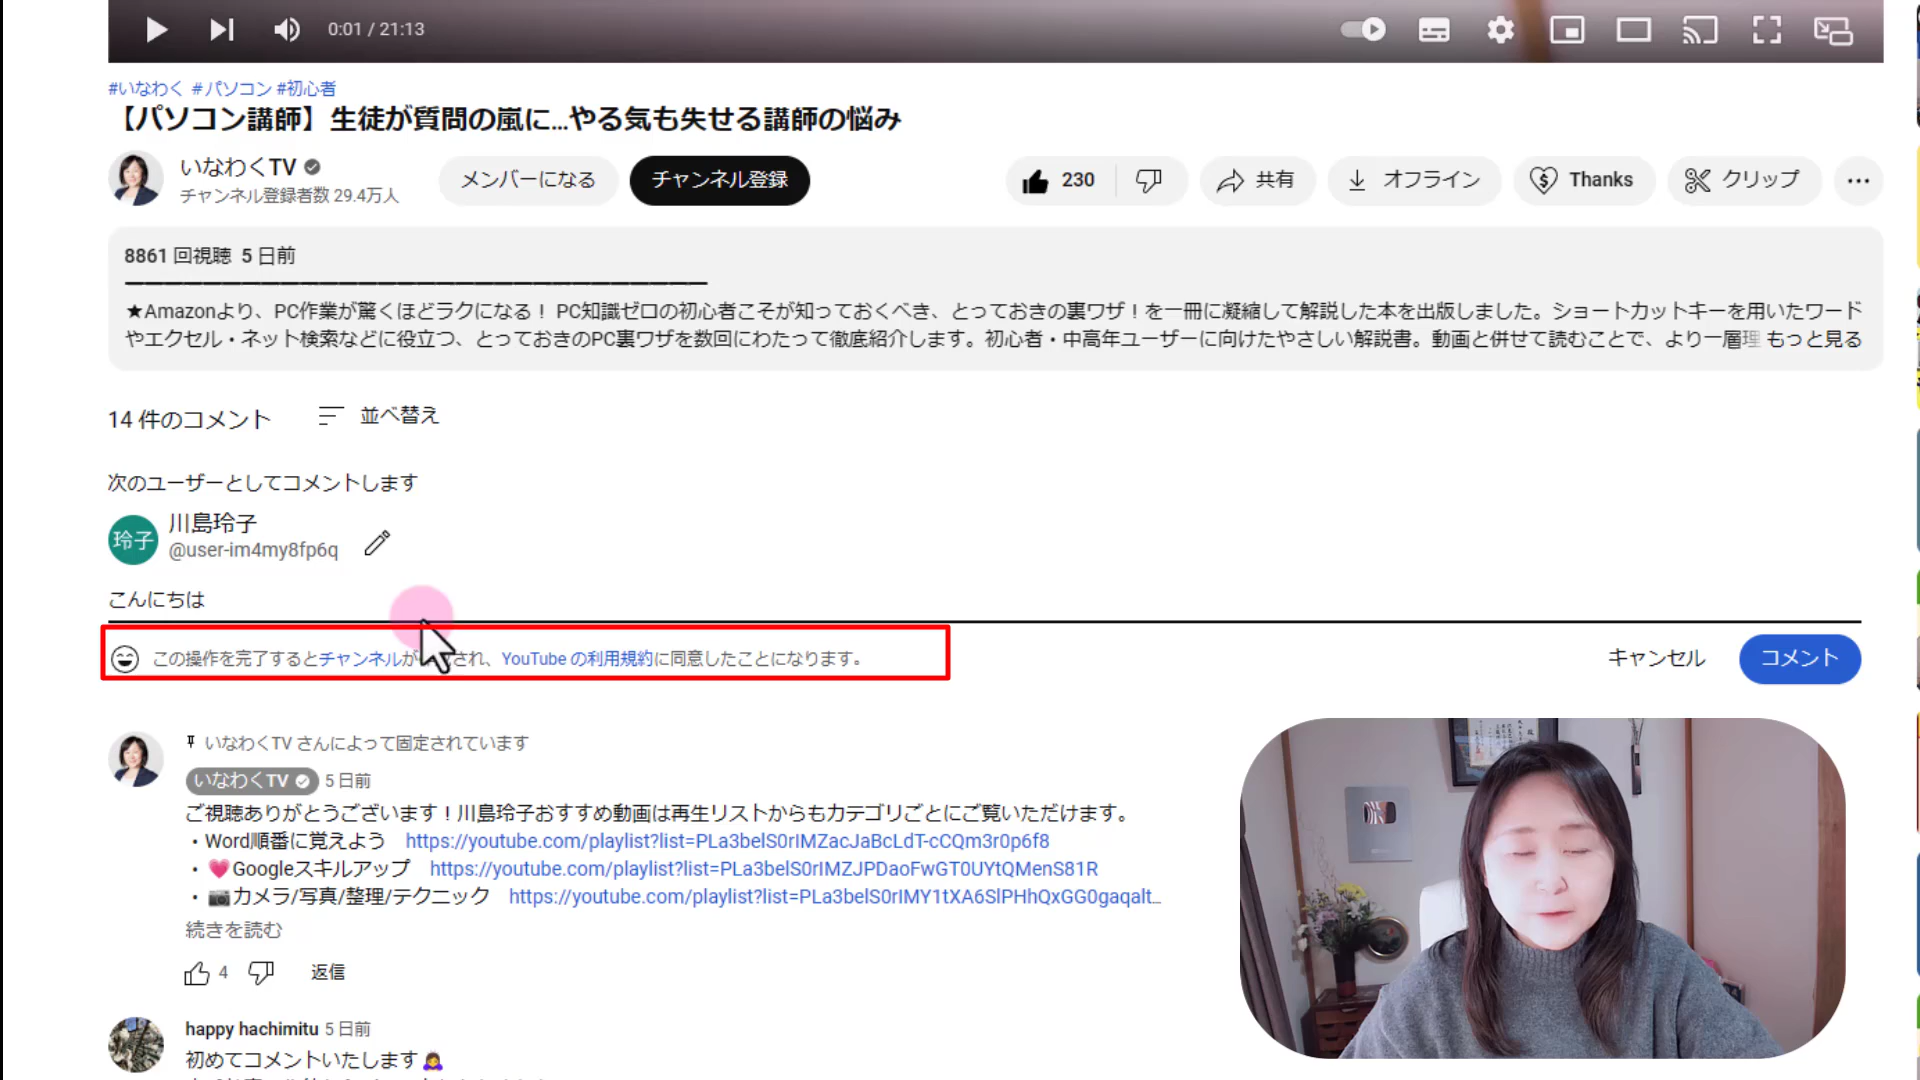 0:01 / 21:13
#いなわく #パソコン #初心者
【パソコン講師】生徒が質問の嵐に...やる気も失せる講師の悩み
いなわくTV
チャンネル登録者数 29.4万人
メンバーになる
チャンネル登録
230
共有
オフライン
Thanks
クリップ
8861 回視聴 5 日前
★Amazonより、PC作業が驚くほどラクになる！ PC知識ゼロの初心者こそが知っておくべき、とっておきの裏ワザ！を一冊に凝縮して解説した本を出版しました。ショートカットキーを用いたワード
やエクセル・ネット検索などに役立つ、とっておきのPC裏ワザを数回にわたって徹底紹介します。初心者・中高年ユーザーに向けたやさしい解説書。動画と併せて読むことで、より一層理 もっと見る
14 件のコメント
並べ替え
次のユーザーとしてコメントします
玲子
川島玲子
@user-im4my8fp6q
こんにちは
この操作を完了するとチャンネルが され、YouTube の利用規約に同意したことになります。
キャンセル
コメント
いなわくTV さんによって固定されています
いなわくTV 5 日前
ご視聴ありがとうございます！川島玲子おすすめ動画は再生リストからもカテゴリごとにご覧いただけます。
・Word順番に覚えよう https://youtube.com/playlist?list=PLa3belS0rIMZacJaBcLdT-cCQm3r0p6f8
・💗Googleスキルアップ https://youtube.com/playlist?list=PLa3belS0rIMZJPDaoFwGT0UYtQMenS81R
・📷カメラ/写真/整理/テクニック https://youtube.com/playlist?list=PLa3belS0rIMY1tXA6SlPHhQxGG0gaqalt...
続きを読む
4
返信
happy hachimitu 5 日前
初めてコメントいたします🙇‍♀️